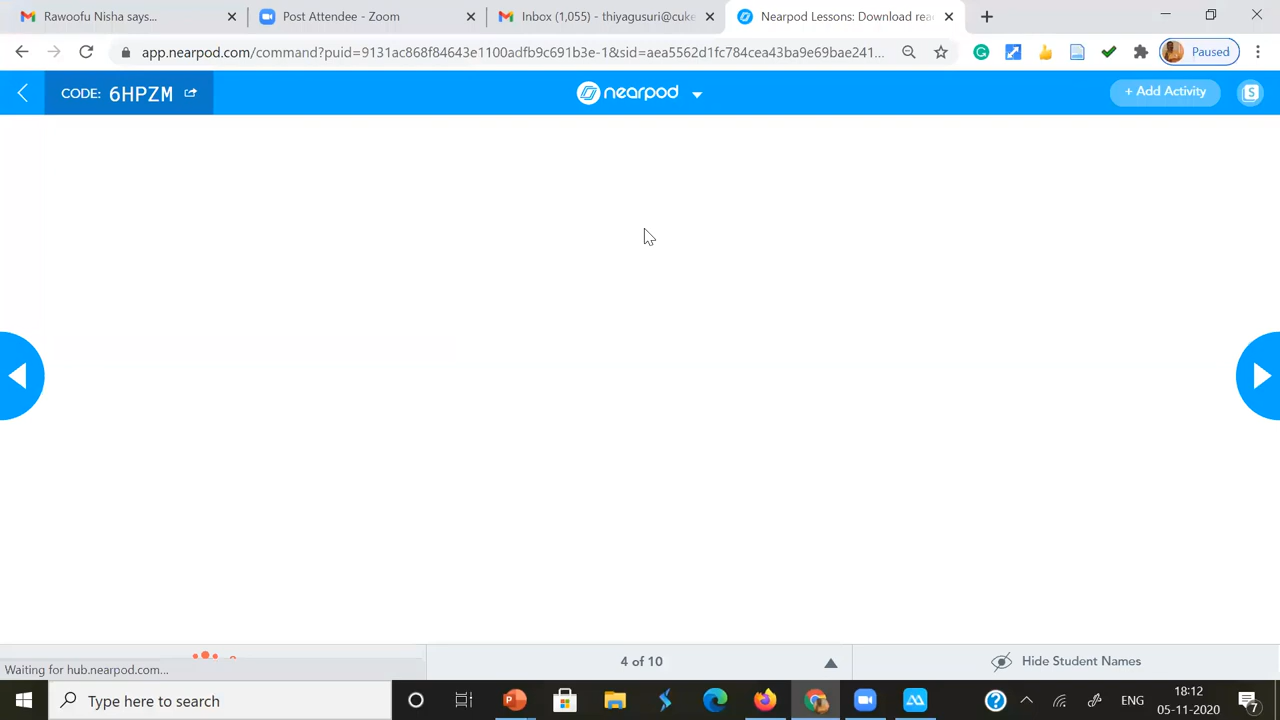 Rawoofu Nisha says...
Post Attendee - Zoom
Inbox (1,055) - thiyagusuri@cuke
Nearpod Lessons: Download rea
app.nearpod.com/command?puid=9131ac868f84643e1100adfb9c691b3e-1&sid=aea5562d1fc784cea43ba9e69bae241...
Paused
CODE: 6HPZM
nearpod
+ Add Activity
S
4 of 10
Hide Student Names
Waiting for hub.nearpod.com...
Type here to search
ENG
18:12
05-11-2020
7